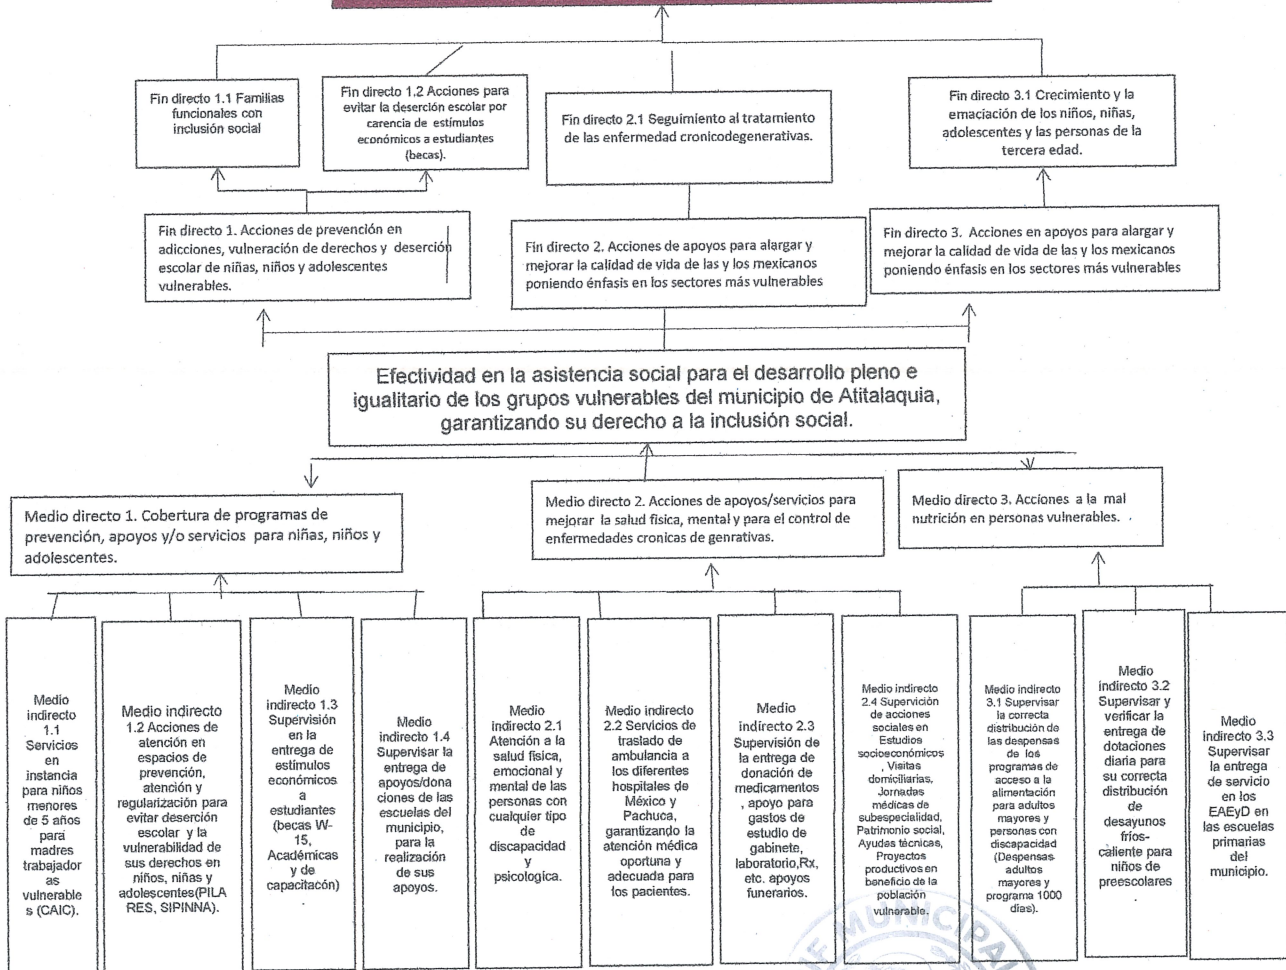 Fin directo 1.1 Familias
funcionales con
inclusión social
Fin directo 1.2 Acciones para
evitar la deserción escolar por
carencia de estímulos
económicos a estudiantes
(becas).
Fin directo 2.1 Seguimiento al tratamiento
de las enfermedad cronicodegenerativas.
Fin directo 3.1 Crecimiento y la
emaciación de los niños, niñas,
adolescentes y las personas de la
tercera edad.
Fin directo 1. Acciones de prevención en
adicciones, vulneración de derechos y deserción
escolar de niñas, niños y adolescentes
vulnerables.
Fin directo 2. Acciones de apoyos para alargar y
mejorar la calidad de vida de las y los mexicanos
poniendo énfasis en los sectores más vulnerables
Fin directo 3. Acciones en apoyos para alargar y
mejorar la calidad de vida de las y los mexicanos
poniendo énfasis en los sectores más vulnerables
Efectividad en la asistencia social para el desarrollo pleno e
igualitario de los grupos vulnerables del municipio de Atitalaquia,
garantizando su derecho a la inclusión social.
Medio directo 1. Cobertura de programas de
prevención, apoyos y/o servicios para niñas, niños y
adolescentes.
Medio directo 2. Acciones de apoyos/servicios para
mejorar la salud física, mental y para el control de
enfermedades cronicas de genrativas.
Medio directo 3. Acciones a la mal
nutrición en personas vulnerables. .
Medio
indirecto
1.1
Servicios
en
instancia
para niños
menores
de 5 años
para
madres
trabajador
as
vulnerable
s (CAIC).
Medio indirecto
1.2 Acciones de
atención en
espacios de
prevención,
atención y
regularización para
evitar deserción
escolar y la
vulnerabilidad de
sus derechos en
niños, niñas y
adolescentes(PILA
RES, SIPINNA).
Medio
indirecto 1.3
Supervisión
en la
entrega de
estímulos
económicos
a
estudiantes
(becas W-
15,
Académicas
y de
capacitacón)
Medio
indirecto 1.4
Supervisar la
entrega de
apoyos/dona
ciones de las
escuelas del
municipio,
para la
realización
de sus
apoyos.
Medio
indirecto 2.1
Atención a la
salud física,
emocional y
mental de las
personas con
cualquier tipo
de
discapacidad
y
psicologica.
Medio indirecto
2.2 Servicios de
traslado de
ambulancia a
los diferentes
hospitales de
México y
Pachuca,
garantizando la
atención médica
oportuna y
adecuada para
los pacientes.
Medio
indirecto 2.3
Supervisión de
la entrega de
donación de
medicamentos
, apoyo para
gastos de
estudio de
gabinete,
laboratorio,Rx,
etc. apoyos
funerarios.
Medio indirecto
2.4 Supervición
de acciones
sociales en
Estudios
socioeconómicos
, Visitas
domiciliarias,
Jornadas
médicas de
subespecialidad,
Patrimonio social,
Ayudas técnicas,
Proyectos
productivos en
beneficio de la
población
vulnerable.
Medio indirecto
3.1 Supervisar
la correcta
distribución de
las despensas
de los
programas de
acceso a la
alimentación
para adultos
mayores y
personas con
discapacidad
(Despensas
adultos
mayores y
programa 1000
días).
Medio
indirecto 3.2
Supervisar y
verificar la
entrega de
dotaciones
diaria para
su correcta
distribución
de
desayunos
fríos-
caliente para
niños de
preescolares
.
Medio
indirecto 3.3
Supervisar
la entrega
de servicio
en los
EAEyD en
las escuelas
primarias
del
municipio.
MUNICIPAL